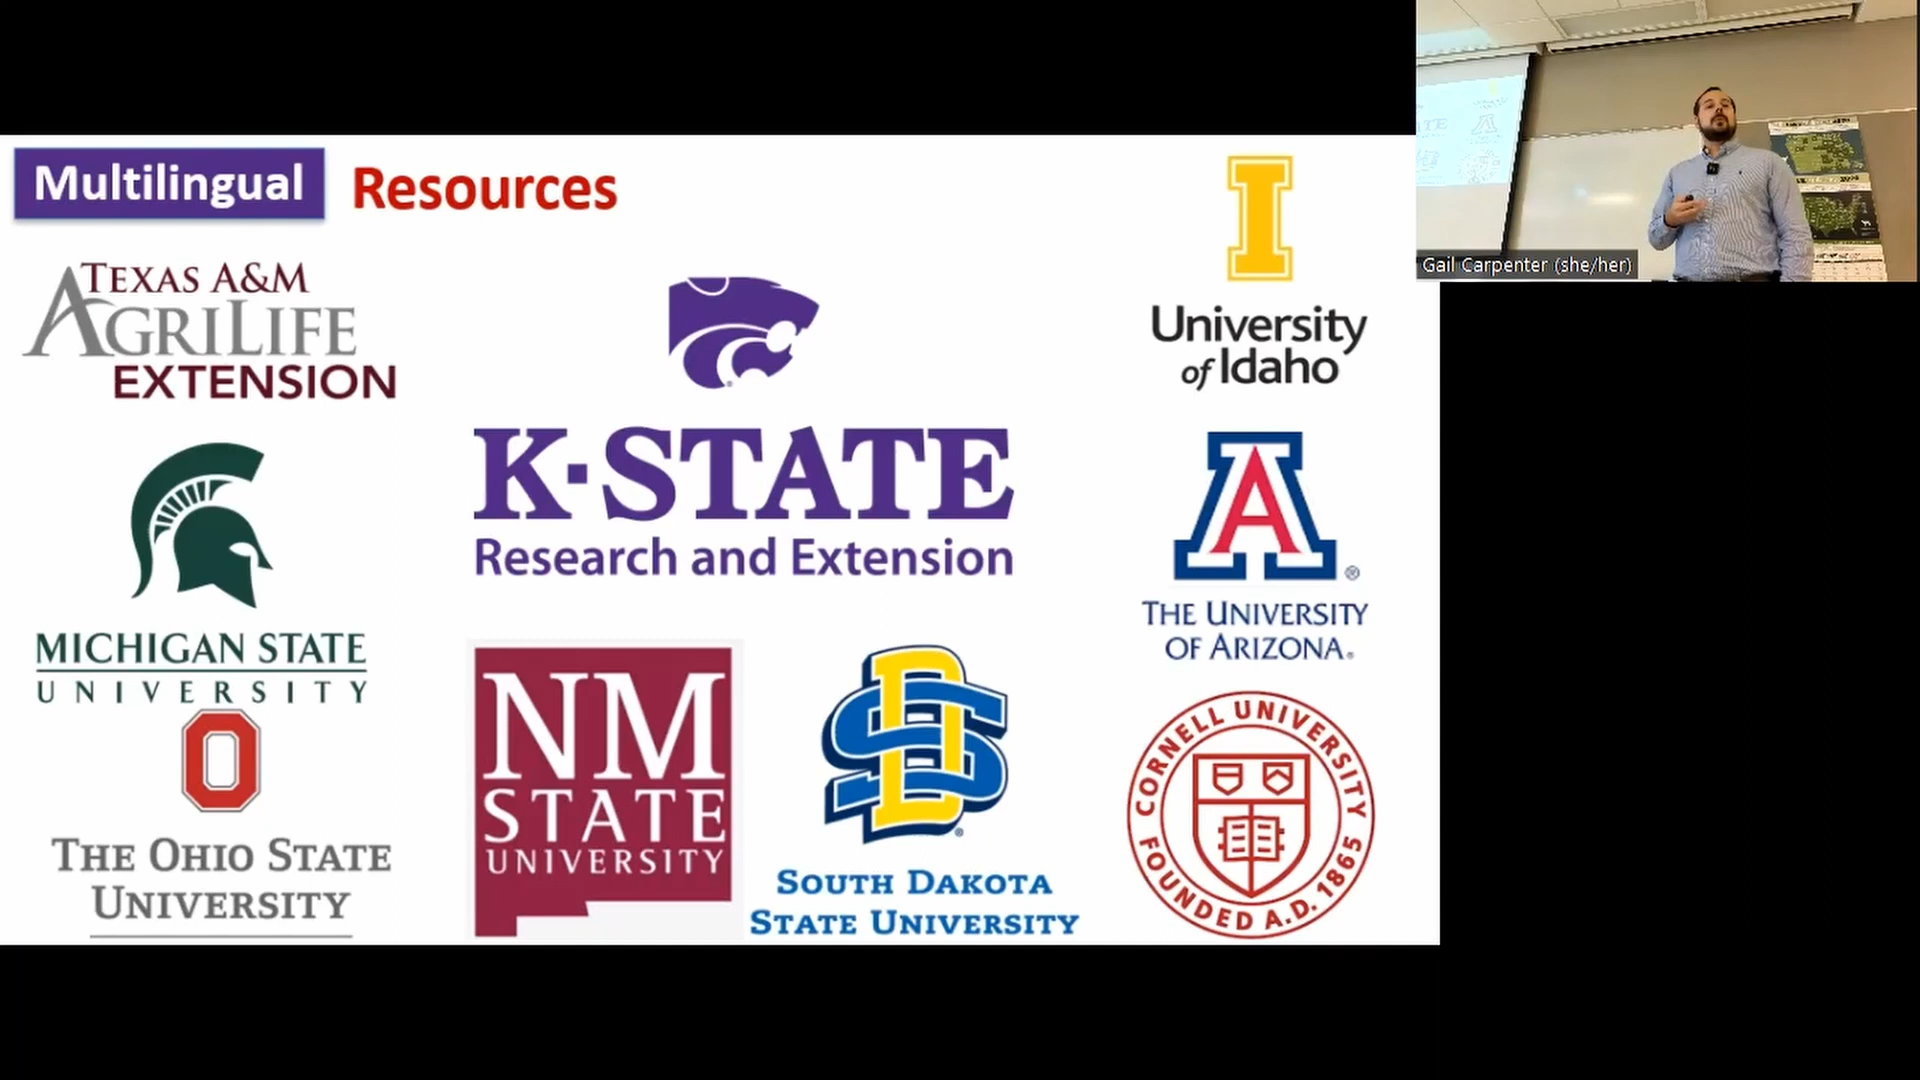 Multilingual Resources
TEXAS A&M
AGRILIFE
EXTENSION
MICHIGAN STATE
UNIVERSITY
THE OHIO STATE
UNIVERSITY
K·STATE
Research and Extension
NM
STATE
UNIVERSITY
SOUTH DAKOTA
STATE UNIVERSITY
I
University
of Idaho
A
THE UNIVERSITY
OF ARIZONA
CORNELL UNIVERSITY
FOUNDED A.D. 1865
Gail Carpenter (she/her)